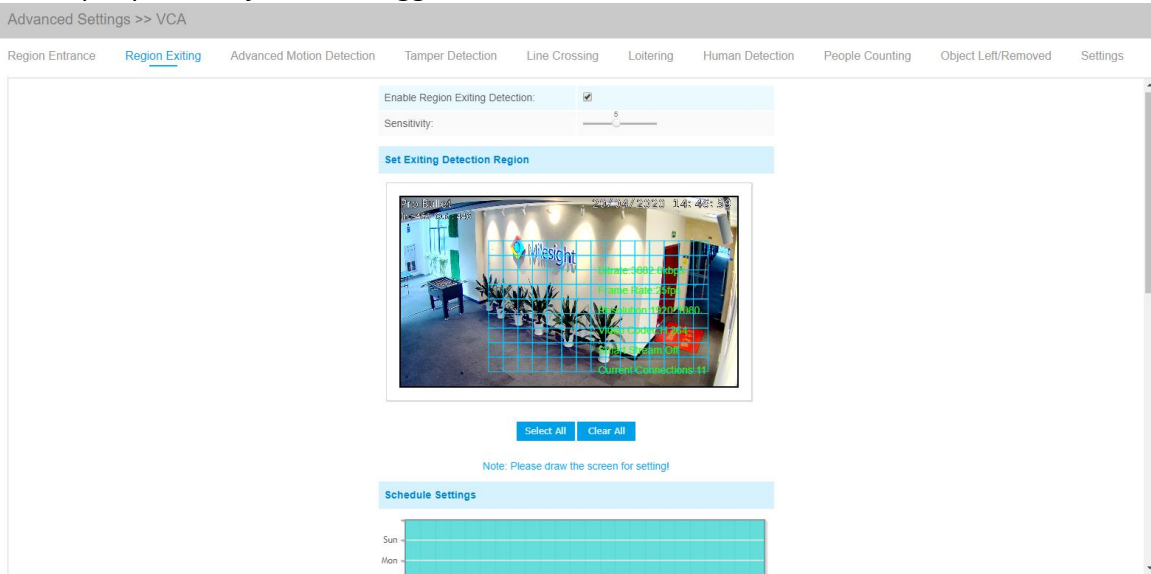 Advanced Settings >> VCA
Region Entrance Region Exiting Advanced Motion Detection Tamper Detection Line Crossing Loitering Human Detection People Counting Object Left/Removed Settings
Enable Region Exiting Detection:
Sensitivity: 5
Set Exiting Detection Region
Milesight
Frame Rate:25fps
Current Connections:11
Select All Clear All
Note: Please draw the screen for setting!
Schedule Settings
Sun
Mon